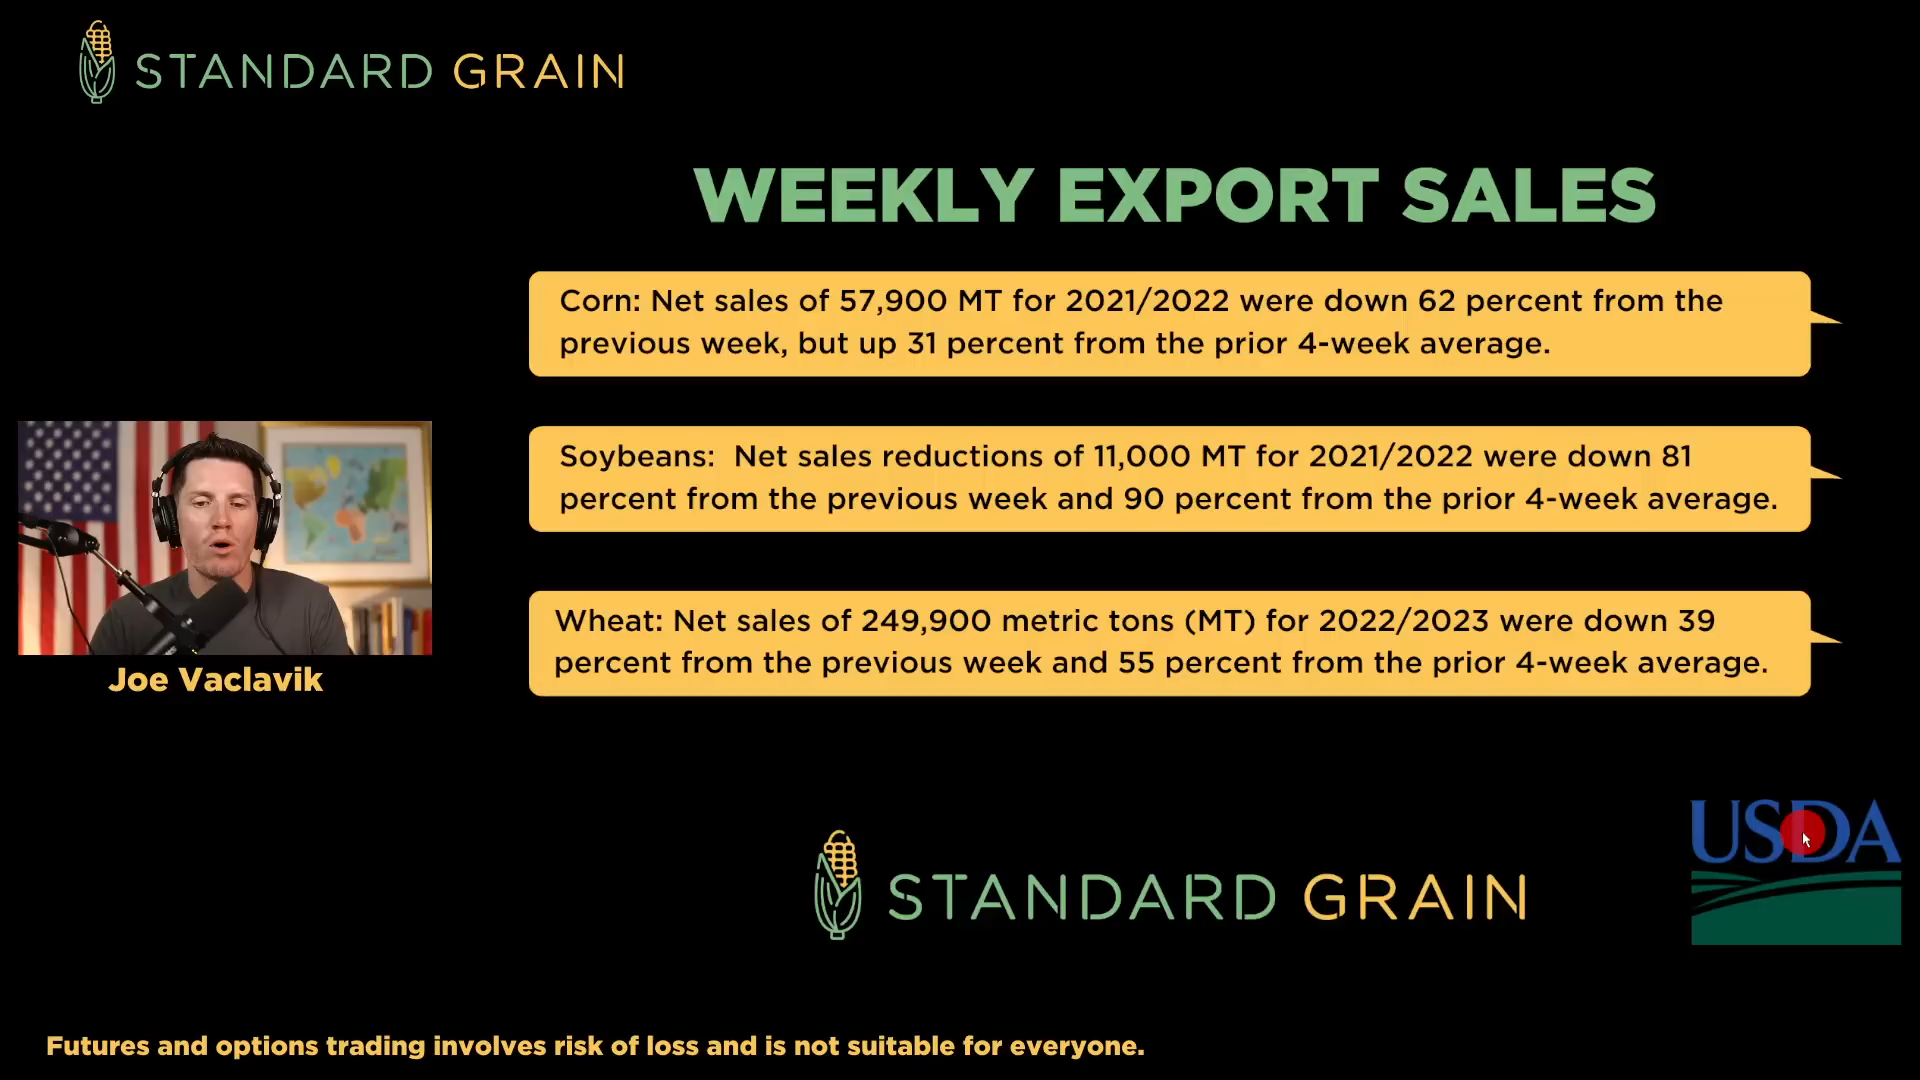 STANDARD GRAIN
WEEKLY EXPORT SALES
Corn: Net sales of 57,900 MT for 2021/2022 were down 62 percent from the
previous week, but up 31 percent from the prior 4-week average.
Soybeans: Net sales reductions of 11,000 MT for 2021/2022 were down 81
percent from the previous week and 90 percent from the prior 4-week average.
Wheat: Net sales of 249,900 metric tons (MT) for 2022/2023 were down 39
percent from the previous week and 55 percent from the prior 4-week average.
Joe Vaclavik
USDA
STANDARD GRAIN
Futures and options trading involves risk of loss and is not suitable for everyone.